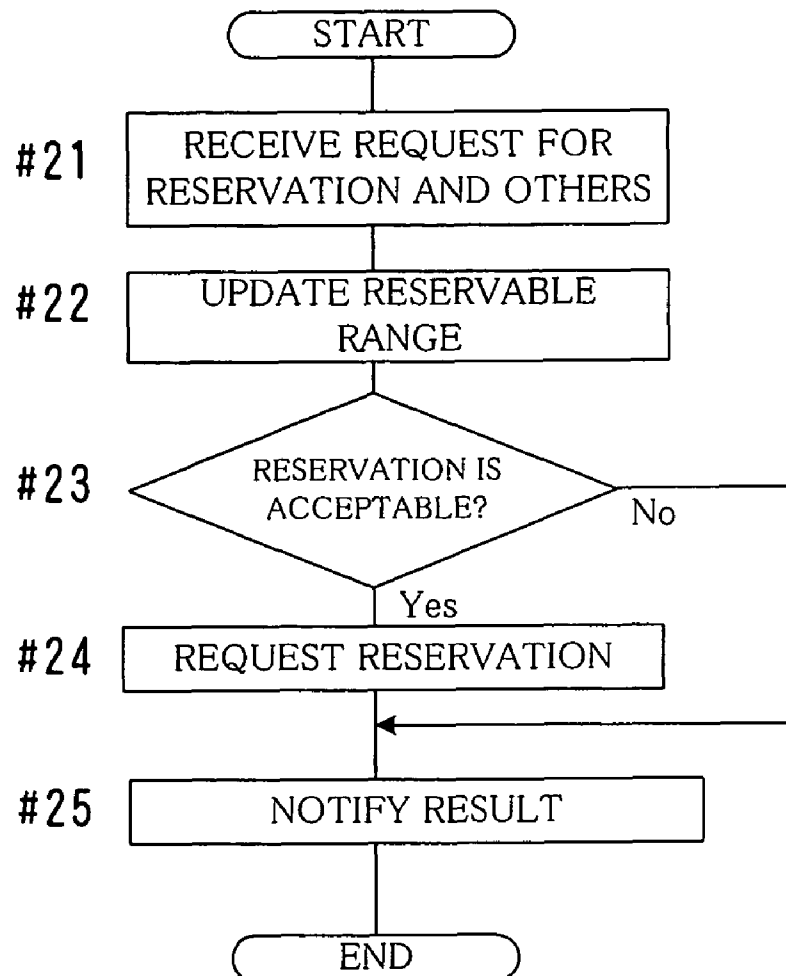 START
#21
RECEIVE REQUEST FOR
RESERVATION AND OTHERS
#22
UPDATE RESERVABLE
RANGE
#23
RESERVATION IS
ACCEPTABLE?
No
Yes
#24
REQUEST RESERVATION
#25
NOTIFY RESULT
END